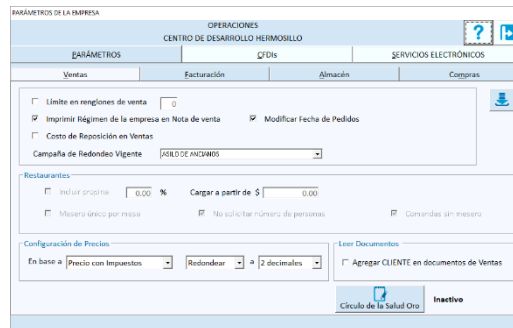 PARÁMETROS DE LA EMPRESA
OPERACIONES
CENTRO DE DESARROLLO HERMOSILLO
?
PARÁMETROS CFDIs SERVICIOS ELECTRÓNICOS
Ventas Facturación Almacén Compras
Límite en renglones de venta 0
Imprimir Régimen de la empresa en Nota de venta Modificar Fecha de Pedidos
Costo de Reposición en Ventas
Campaña de Redondeo Vigente ASILO DE ANCIANOS
Restaurantes
Incluir propina 0.00 % Cargar a partir de $ 0.00
Mesero único por mesa No solicitar número de personas Comandas sin mesero
Configuración de Precios Leer Documentos
En base a Precio con Impuestos Redondear a 2 decimales Agregar CLIENTE en documentos de Ventas
Círculo de la Salud Oro Inactivo